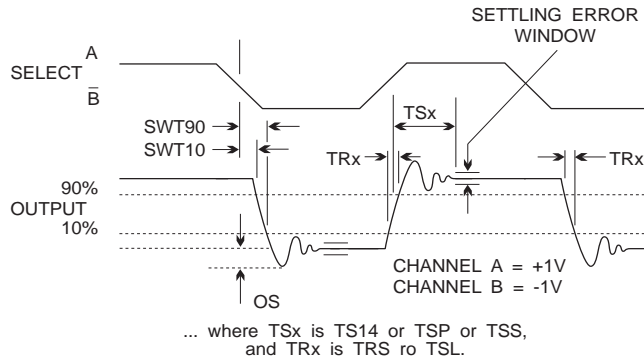 SETTLING ERROR
WINDOW
A
SELECT
B̅
TSx
SWT90
SWT10
TRx
TRx
90%
OUTPUT
10%
CHANNEL A = +1V
CHANNEL B = -1V
OS
... where TSx is TS14 or TSP or TSS,
and TRx is TRS ro TSL.